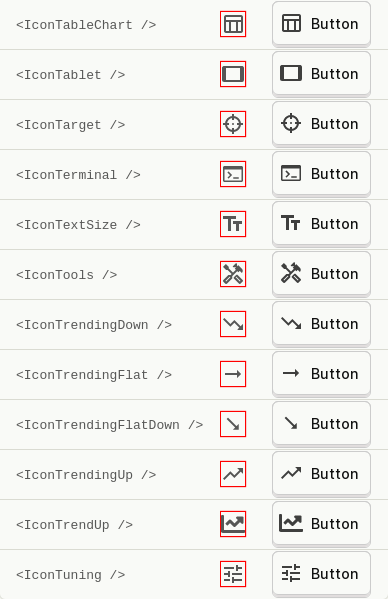 <IconTableChart /> Button
<IconTablet /> Button
<IconTarget /> Button
<IconTerminal /> Button
<IconTextSize /> Button
<IconTools /> Button
<IconTrendingDown /> Button
<IconTrendingFlat /> Button
<IconTrendingFlatDown /> Button
<IconTrendingUp /> Button
<IconTrendUp /> Button
<IconTuning /> Button